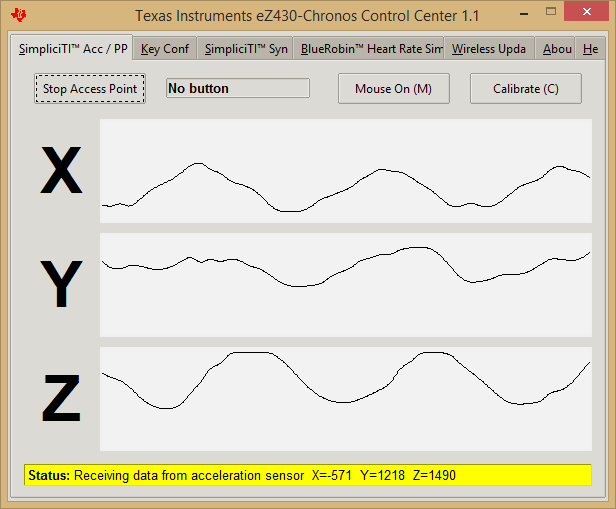 Texas Instruments eZ430-Chronos Control Center 1.1
SimpliciTI™ Acc / PP Key Conf SimpliciTI™ Syn BlueRobin™ Heart Rate Sim Wireless Upda Abou He
Stop Access Point No button Mouse On (M) Calibrate (C)
X
Y
Z
Status: Receiving data from acceleration sensor X=-571 Y=1218 Z=1490